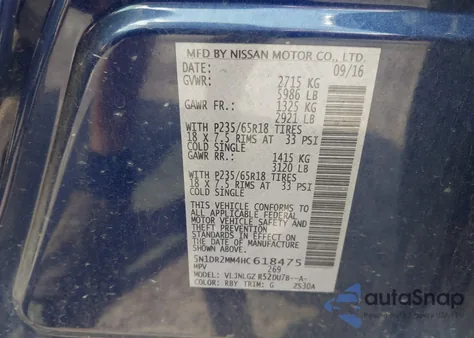 MFD BY NISSAN MOTOR CO., LTD.
DATE: 09/16
GVWR: 2715 KG
5986 LB
GAWR FR.: 1325 KG
2921 LB
WITH P235/65R18 TIRES
18 X 7.5 RIMS AT 33 PSI
COLD SINGLE
GAWR RR.: 1415 KG
3120 LB
WITH P235/65R18 TIRES
18 X 7.5 RIMS AT 33 PSI
COLD SINGLE
THIS VEHICLE CONFORMS TO ALL
APPLICABLE FEDERAL MOTOR
VEHICLE SAFETY AND
THEFT PREVENTION
STANDARDS IN EFFECT ON THE
DATE OF MANUFACTURE
SHOWN ABOVE.
5N1DR2MM4HC618475
MPV 269
MODEL: VLJNLGZ R52DU78--A-
COLOR: RBY TRIM: G 2S30A
autoSnap